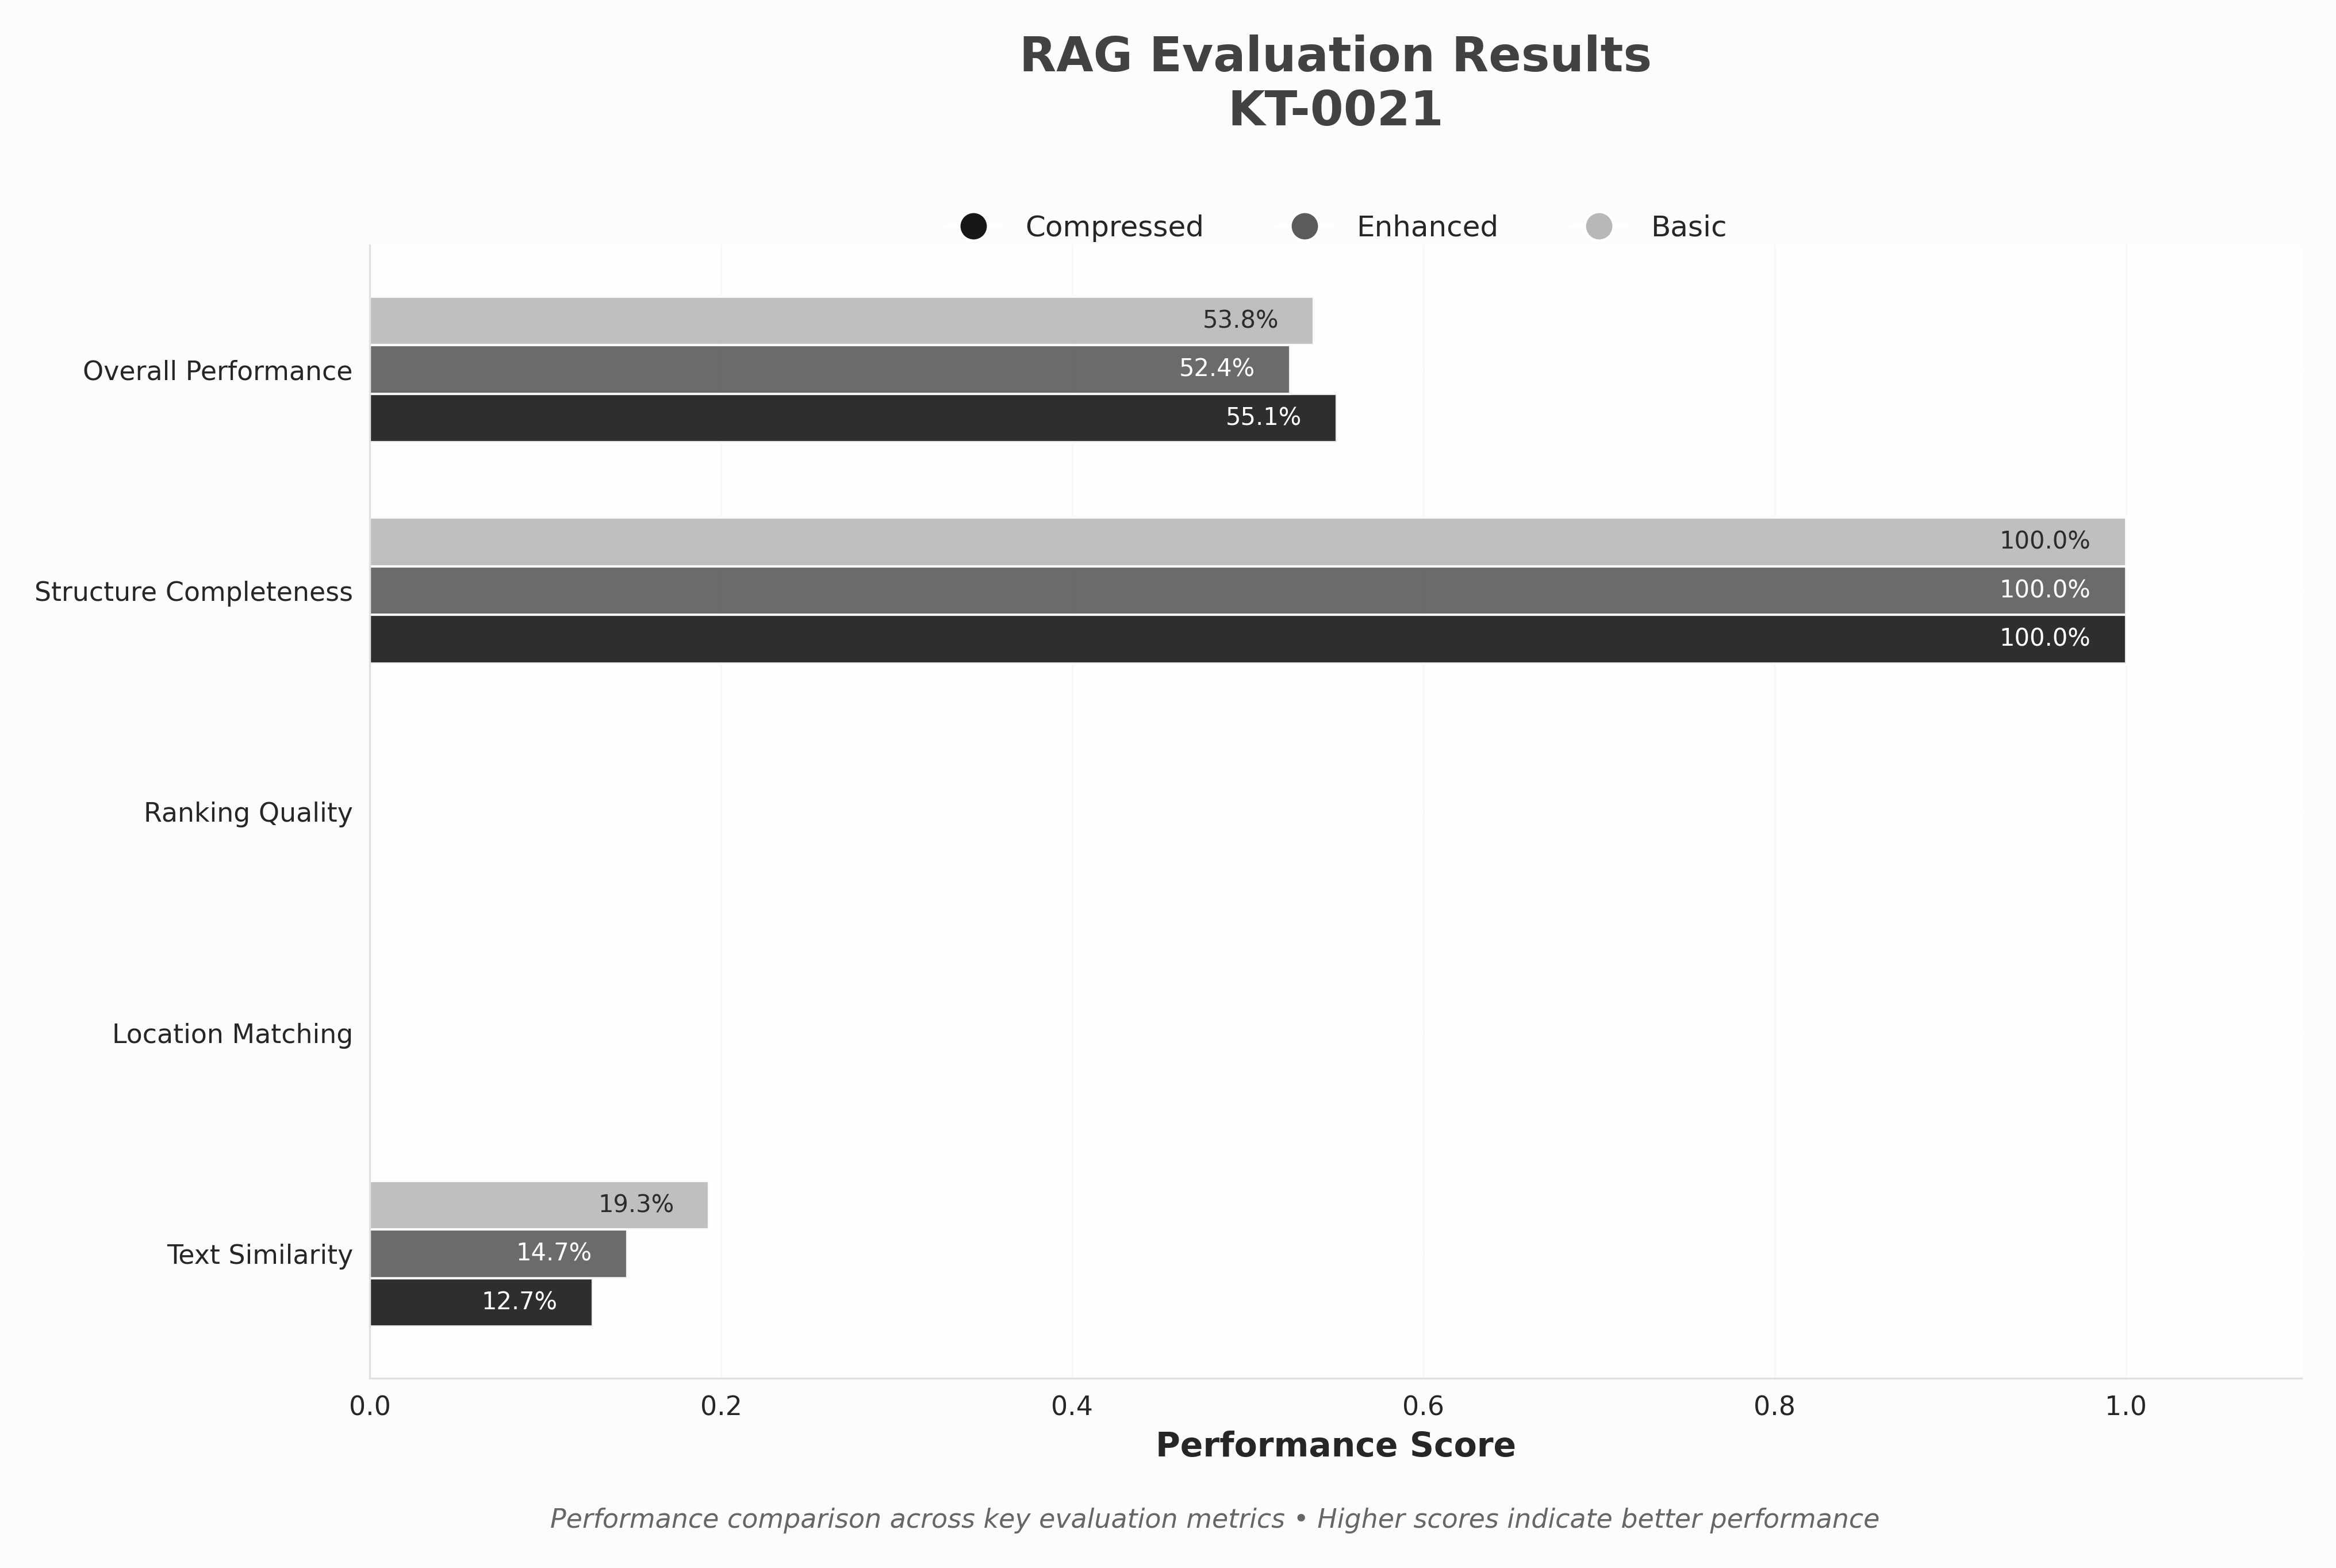 RAG Evaluation Results
KT-0021
Compressed
Enhanced
Basic
Overall Performance
53.8%
52.4%
55.1%
Structure Completeness
100.0%
100.0%
100.0%
Ranking Quality
Location Matching
Text Similarity
19.3%
14.7%
12.7%
0.0 0.2 0.4 0.6 0.8 1.0
Performance Score
Performance comparison across key evaluation metrics • Higher scores indicate better performance